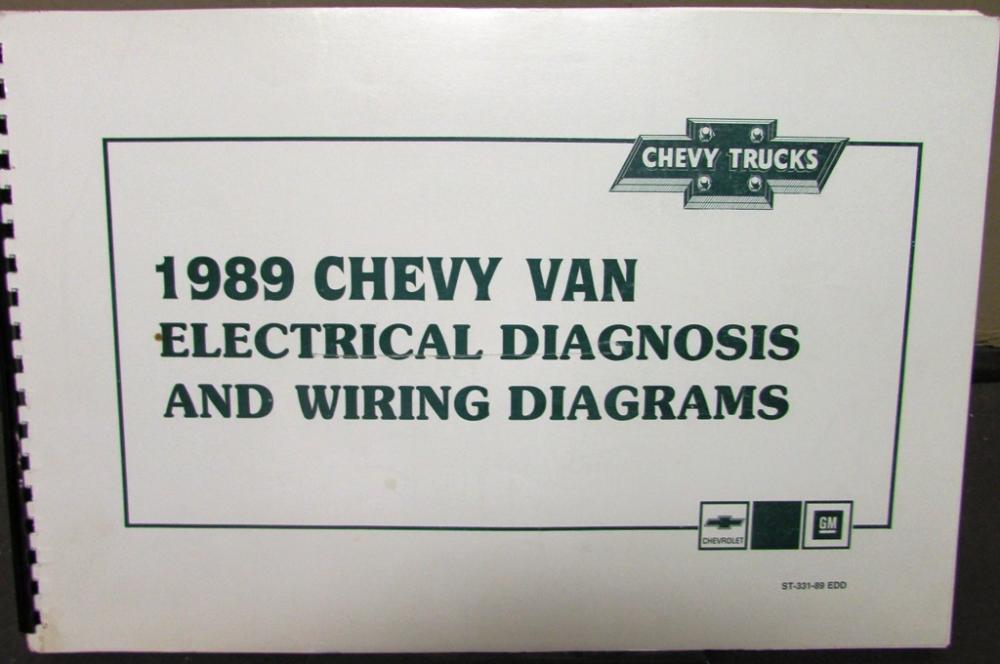 CHEVY TRUCKS
1989 CHEVY VAN
ELECTRICAL DIAGNOSIS
AND WIRING DIAGRAMS
CHEVROLET
GM
ST-331-89 EDD